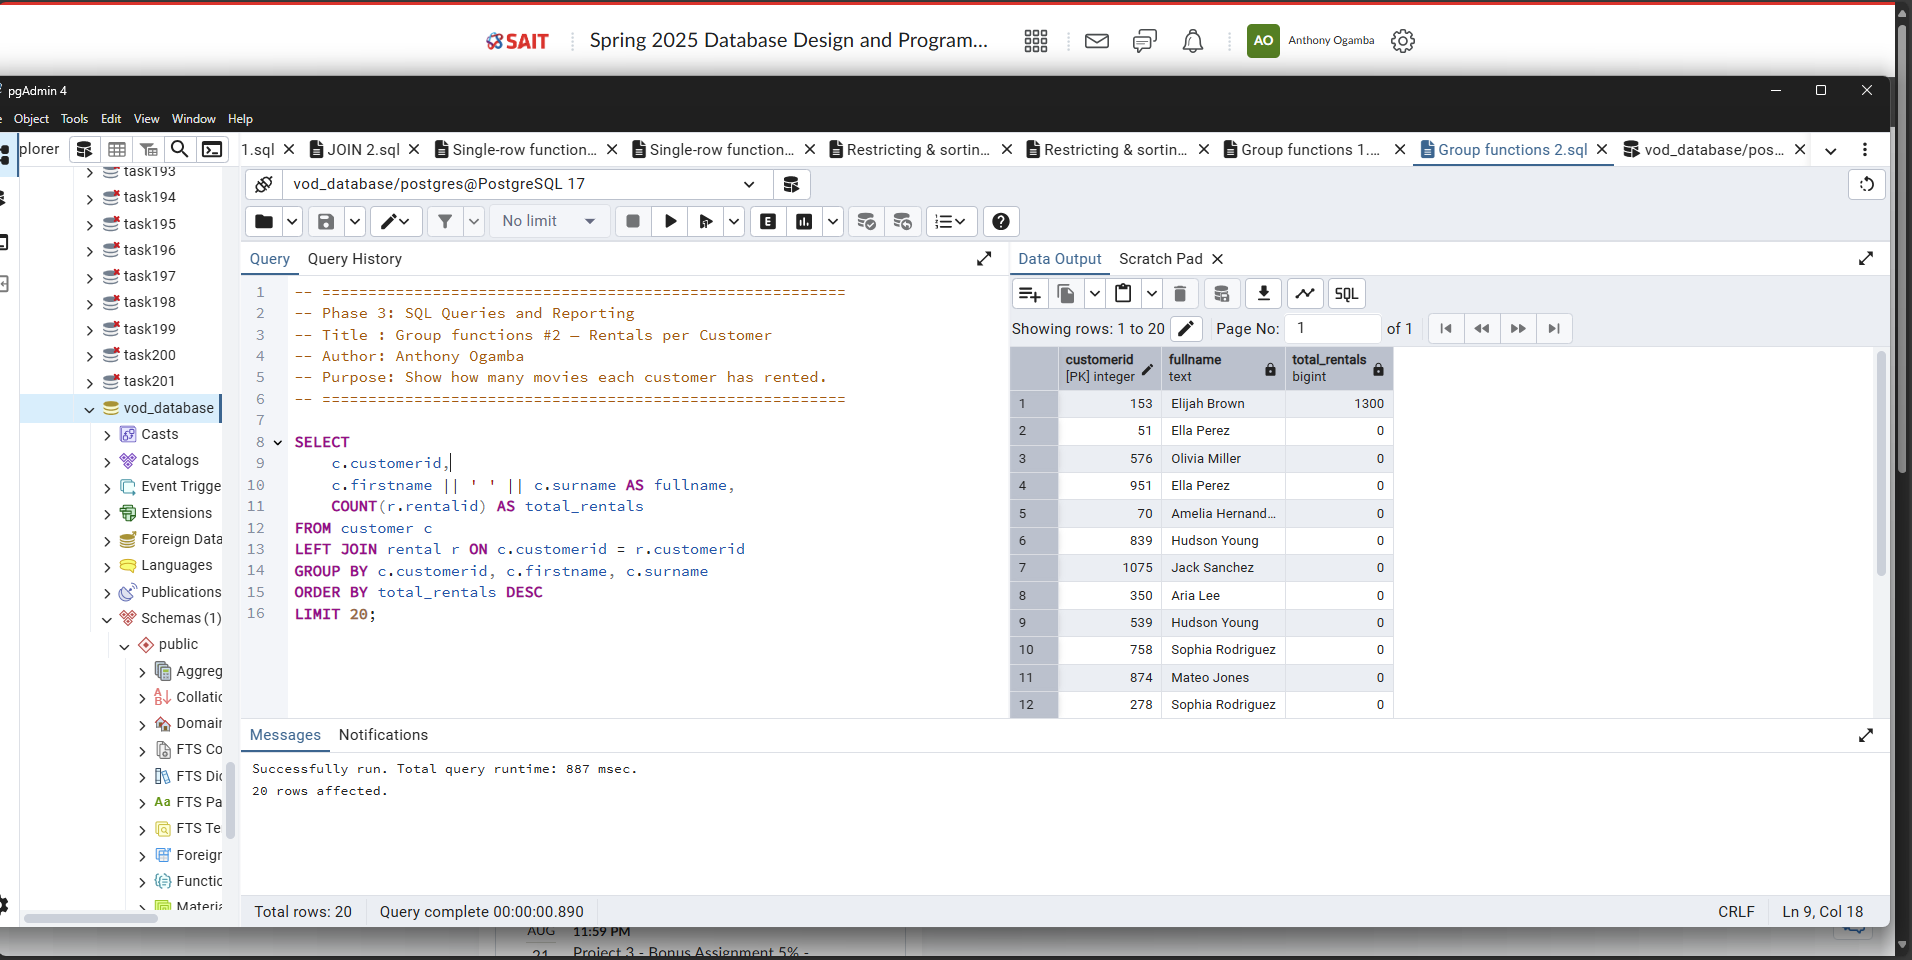 SAIT
Spring 2025 Database Design and Program...
AO
Anthony Ogamba
pgAdmin 4
Object Tools Edit View Window Help
plorer
1.sql
JOIN 2.sql
Single-row function...
Single-row function...
Restricting & sortin...
Restricting & sortin...
Group functions 1....
Group functions 2.sql
vod_database/pos...
vod_database/postgres@PostgreSQL 17
No limit
E
task193
task194
task195
task196
task197
task198
task199
task200
task201
vod_database
Casts
Catalogs
Event Trigge
Extensions
Foreign Data
Languages
Publications
Schemas (1)
public
Aggreg
Collatic
Domair
FTS Co
FTS Dic
Aa FTS Pa
FTS Te
Foreigr
Functic
Materia
Query Query History
1 -- =========================================================
2 -- Phase 3: SQL Queries and Reporting
3 -- Title : Group functions #2 – Rentals per Customer
4 -- Author: Anthony Ogamba
5 -- Purpose: Show how many movies each customer has rented.
6 -- =========================================================
7
8 SELECT
9 c.customerid,
10 c.firstname || ' ' || c.surname AS fullname,
11 COUNT(r.rentalid) AS total_rentals
12 FROM customer c
13 LEFT JOIN rental r ON c.customerid = r.customerid
14 GROUP BY c.customerid, c.firstname, c.surname
15 ORDER BY total_rentals DESC
16 LIMIT 20;
Data Output Scratch Pad
SQL
Showing rows: 1 to 20 Page No: 1 of 1
customerid fullname total_rentals
[PK] integer text bigint
1 153 Elijah Brown 1300
2 51 Ella Perez 0
3 576 Olivia Miller 0
4 951 Ella Perez 0
5 70 Amelia Hernand... 0
6 839 Hudson Young 0
7 1075 Jack Sanchez 0
8 350 Aria Lee 0
9 539 Hudson Young 0
10 758 Sophia Rodriguez 0
11 874 Mateo Jones 0
12 278 Sophia Rodriguez 0
Messages Notifications
Successfully run. Total query runtime: 887 msec.
20 rows affected.
Total rows: 20 Query complete 00:00:00.890
CRLF Ln 9, Col 18
AUG 11:59 PM
21 Project 3 - Bonus Assignment 5% -